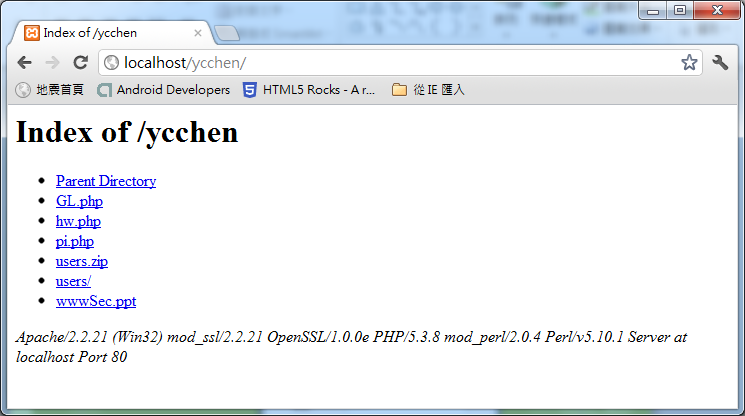 Index of /ycchen
localhost/ycchen/
地震首頁 Android Developers HTML5 Rocks - A r... 從 IE 匯入
Index of /ycchen
Parent Directory
GL.php
hw.php
pi.php
users.zip
users/
wwwSec.ppt
Apache/2.2.21 (Win32) mod_ssl/2.2.21 OpenSSL/1.0.0e PHP/5.3.8 mod_perl/2.0.4 Perl/v5.10.1 Server at
localhost Port 80